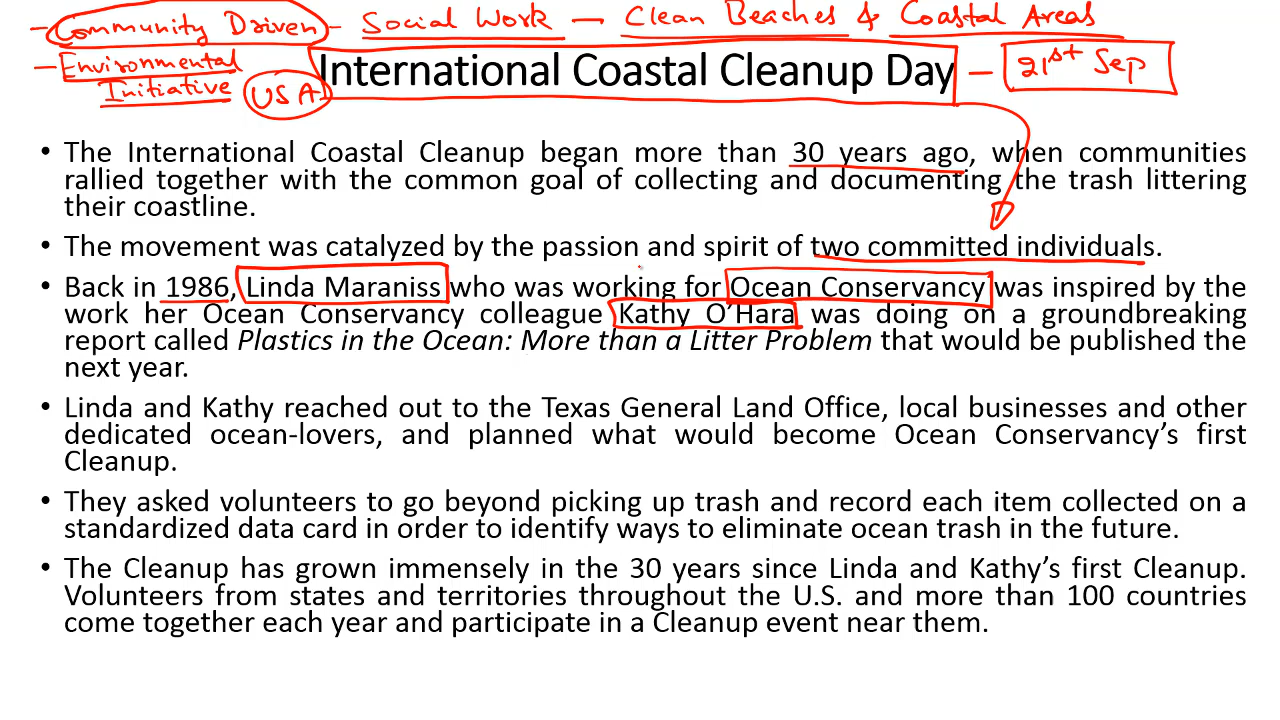 - Community Driven - Social Work - Clean Beaches & Coastal Areas
- Environmental
Initiative
USA
International Coastal Cleanup Day - 21st Sep
• The International Coastal Cleanup began more than 30 years ago, when communities
rallied together with the common goal of collecting and documenting the trash littering
their coastline.
• The movement was catalyzed by the passion and spirit of two committed individuals.
• Back in 1986, Linda Maraniss who was working for Ocean Conservancy was inspired by the
work her Ocean Conservancy colleague Kathy O’Hara was doing on a groundbreaking
report called Plastics in the Ocean: More than a Litter Problem that would be published the
next year.
• Linda and Kathy reached out to the Texas General Land Office, local businesses and other
dedicated ocean-lovers, and planned what would become Ocean Conservancy’s first
Cleanup.
• They asked volunteers to go beyond picking up trash and record each item collected on a
standardized data card in order to identify ways to eliminate ocean trash in the future.
• The Cleanup has grown immensely in the 30 years since Linda and Kathy’s first Cleanup.
Volunteers from states and territories throughout the U.S. and more than 100 countries
come together each year and participate in a Cleanup event near them.